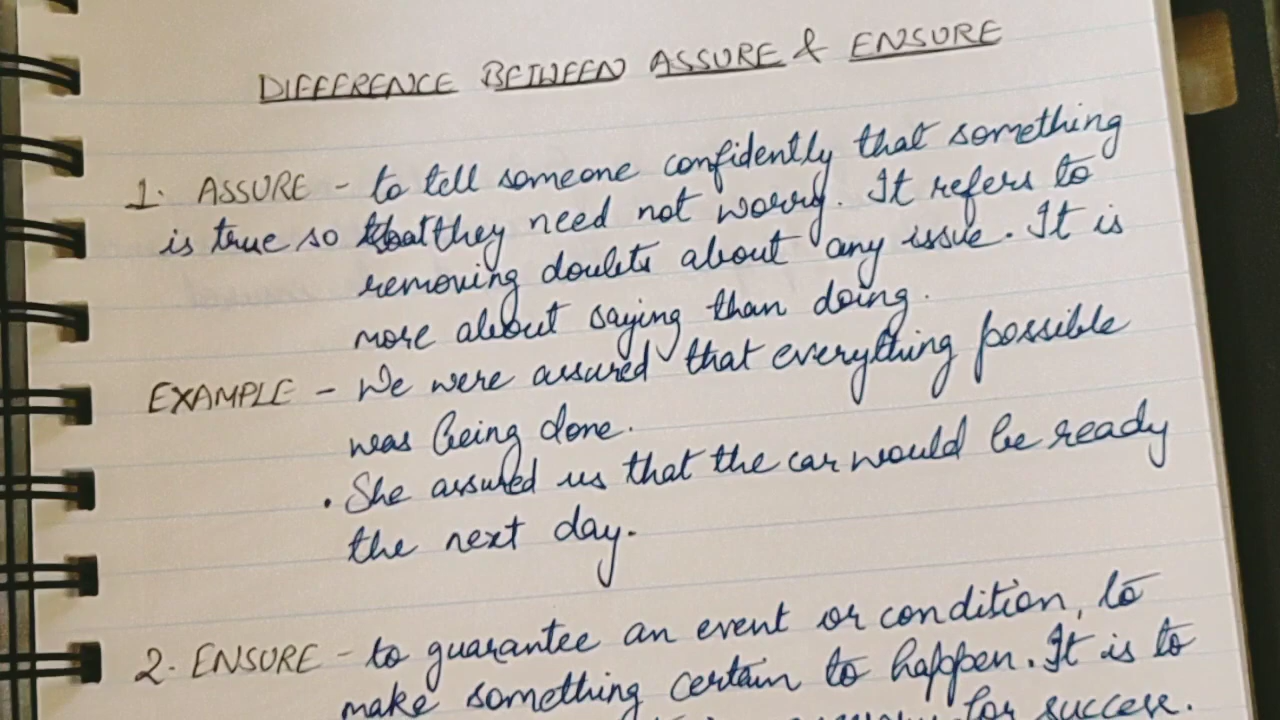 DIFFERENCE BETWEEN ASSURE & ENSURE
1. ASSURE - to tell someone confidently that something
is true so that they need not worry. It refers to
removing doubts about any issue. It is
more about saying than doing.
EXAMPLE - We were assured that everything possible
was being done.
. She assured us that the car would be ready
the next day.
2. ENSURE - to guarantee an event or condition, to
make something certain to happen. It is to
for success.